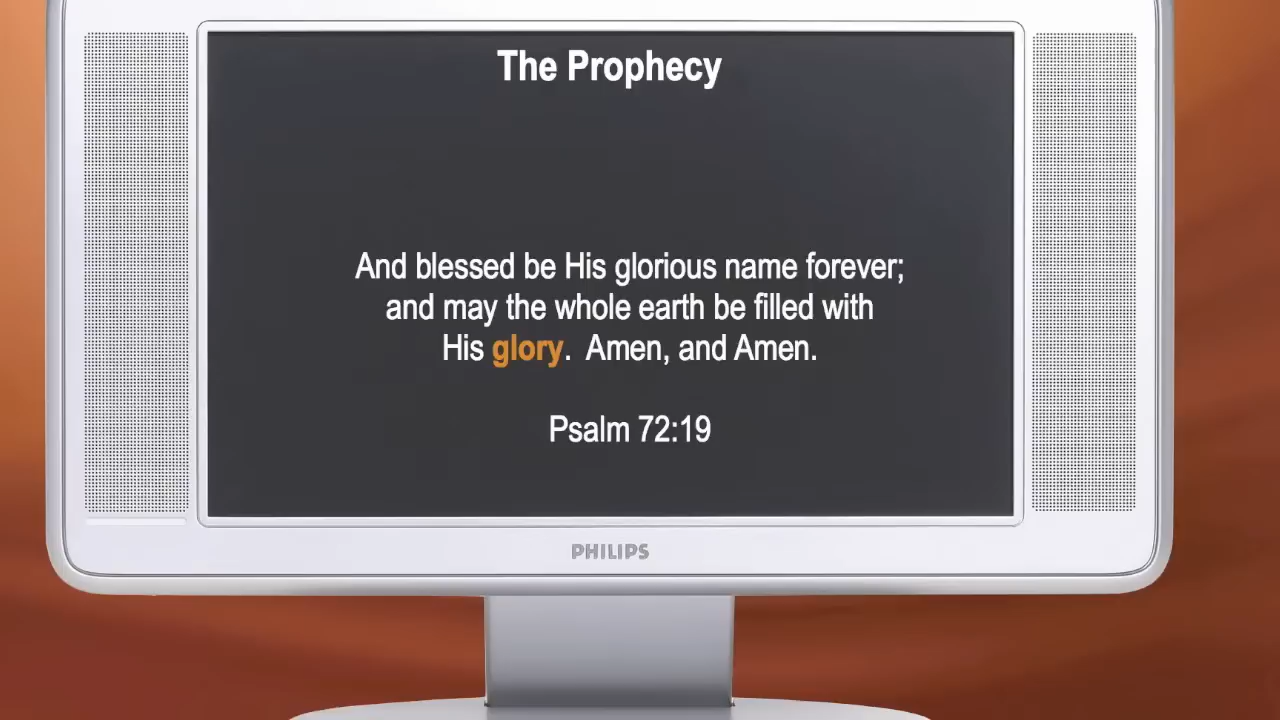 The Prophecy
And blessed be His glorious name forever;
and may the whole earth be filled with
His glory.  Amen, and Amen.
Psalm 72:19
PHILIPS